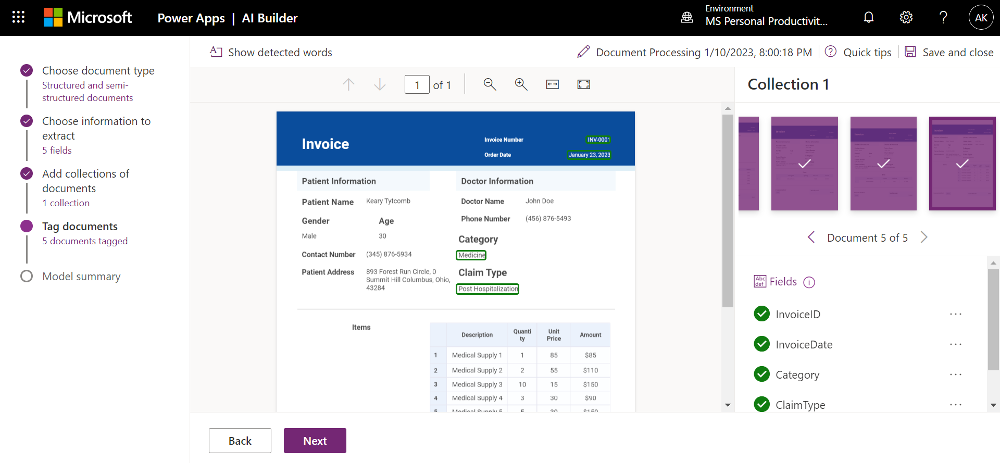 Microsoft
Power Apps | AI Builder
Environment
MS Personal Productivit...
?
AK
Choose document type
Structured and semi-
structured documents
Choose information to
extract
5 fields
Add collections of
documents
1 collection
Tag documents
5 documents tagged
Model summary
Show detected words
Document Processing 1/10/2023, 8:00:18 PM
Quick tips
Save and close
1 of 1
Invoice
Invoice Number INV-0001
Order Date January 23, 2023
Patient Information
Patient Name Keary Tytcomb
Gender Age
Male 30
Contact Number (345) 876-5934
Patient Address 893 Forest Run Circle, 0
Summit Hill Columbus, Ohio,
43284
Doctor Information
Doctor Name John Doe
Phone Number (456) 876-5493
Category
Medicine
Claim Type
Post Hospitalization
Items
Description Quanti
ty Unit
Price Amount
1 Medical Supply 1 1 85 $85
2 Medical Supply 2 2 55 $110
3 Medical Supply 3 10 15 $150
4 Medical Supply 4 3 30 $90
5 Medical Supply 5 5 30 $150
Back
Next
Collection 1
Document 5 of 5
Abc
def
Fields
InvoiceID ...
InvoiceDate ...
Category ...
ClaimType ...